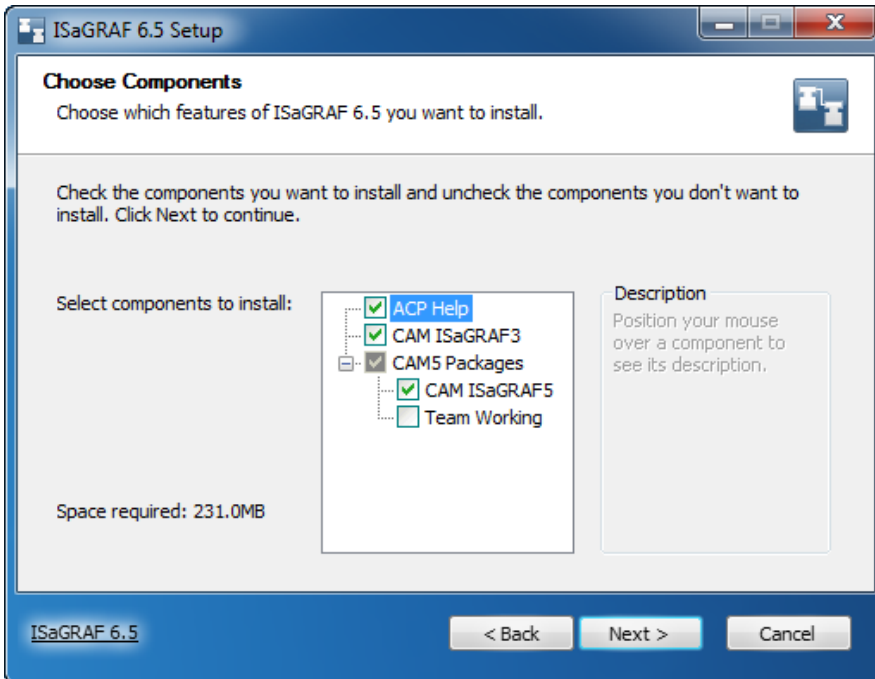 ISaGRAF 6.5 Setup
Choose Components
Choose which features of ISaGRAF 6.5 you want to install.
Check the components you want to install and uncheck the components you don't want to
install. Click Next to continue.
Select components to install:
ACP Help
CAM ISaGRAF3
CAM5 Packages
CAM ISaGRAF5
Team Working
Description
Position your mouse
over a component to
see its description.
Space required: 231.0MB
ISaGRAF 6.5
< Back
Next >
Cancel